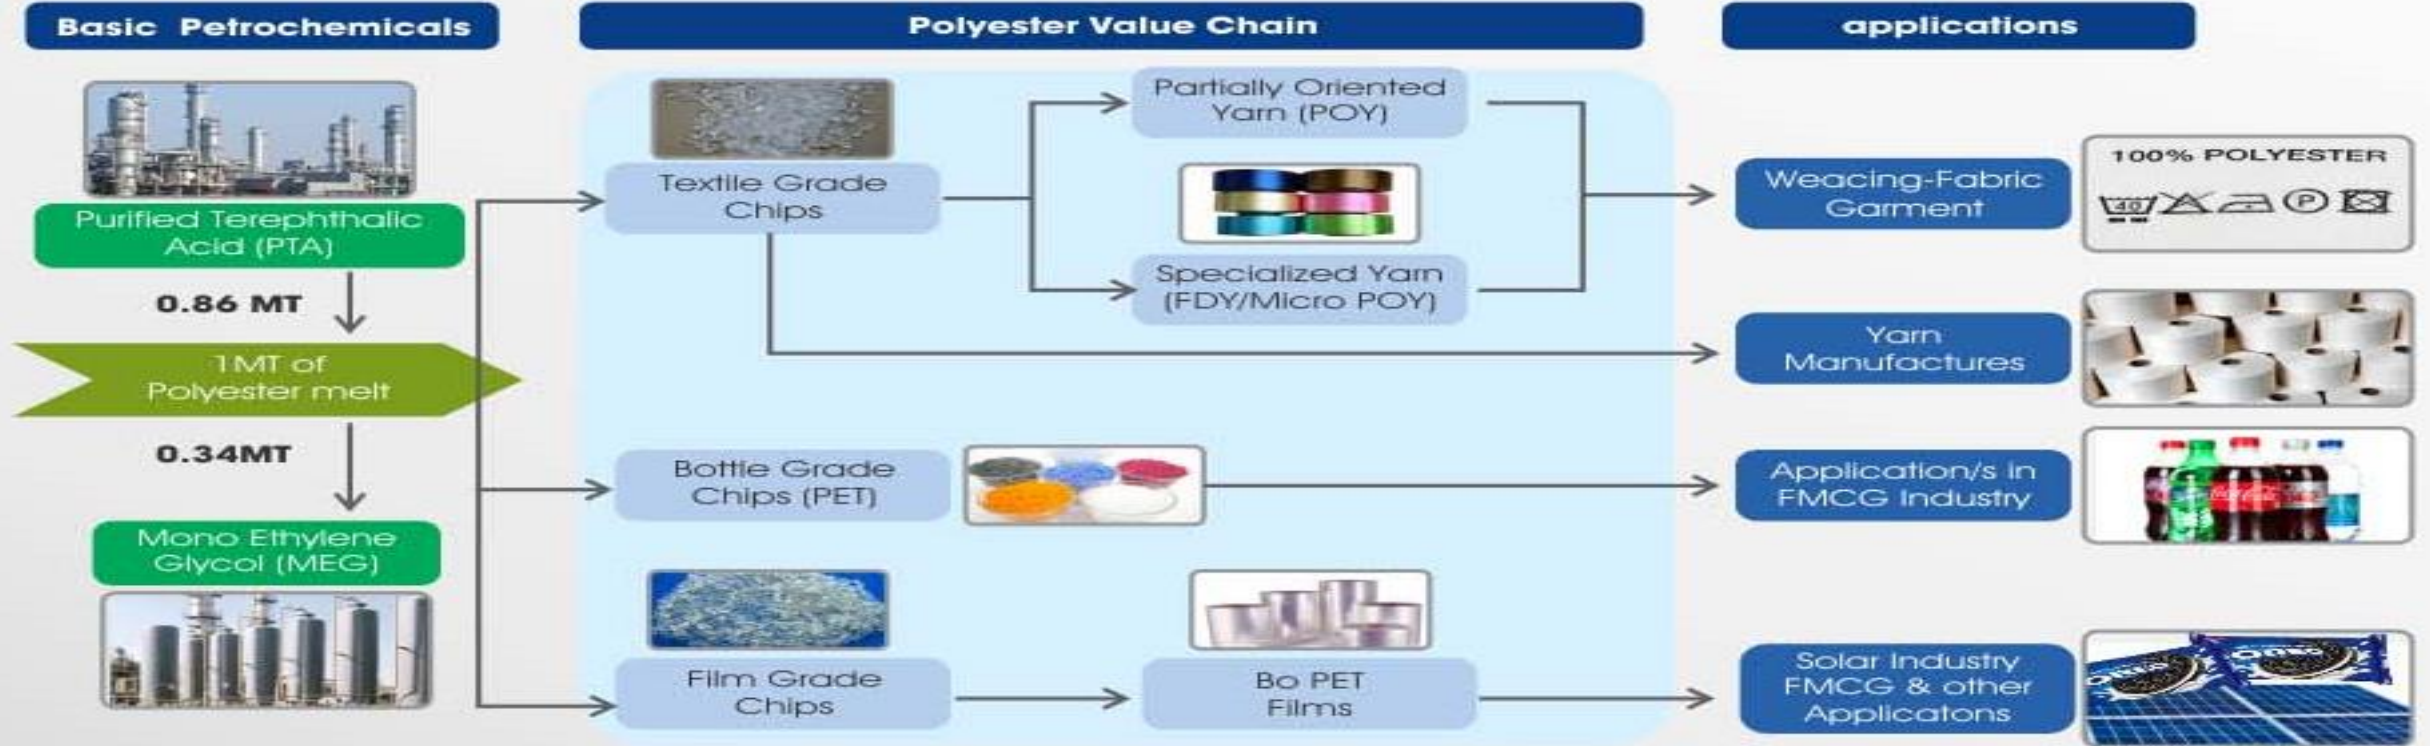 Basic Petrochemicals
Polyester Value Chain
applications
Purified Terephthalic
Acid (PTA)
0.86 MT
1MT of
Polyester melt
0.34MT
Mono Ethylene
Glycol (MEG)
Textile Grade
Chips
Partially Oriented
Yarn (POY)
Specialized Yarn
(FDY/Micro POY)
Bottle Grade
Chips (PET)
Film Grade
Chips
Bo PET
Films
Weacing-Fabric
Garment
100% POLYESTER
40
P
Yarn
Manufactures
Application/s in
FMCG Industry
Coca-Cola
Solar Industry
FMCG & other
Applicatons
OREO